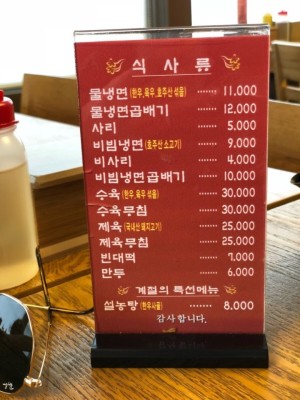 식 사 류
물냉면(한우,육우,호주산 섞음) ······· 11,000
물냉면곱배기 ······· 12,000
사리 ······· 5,000
비빔냉면(호주산 소고기) ······· 9,000
비사리 ······· 4,000
비빔냉면곱배기 ······· 10,000
수육(한우,육우 섞음) ······· 30,000
수육무침 ······· 30,000
제육(국내산 돼지고기) ······· 25,000
제육무침 ······· 25,000
빈대떡 ······· 7,000
만두 ······· 6,000
계절의 특선메뉴
설농탕(한우사골) ······· 8,000
감사합니다.